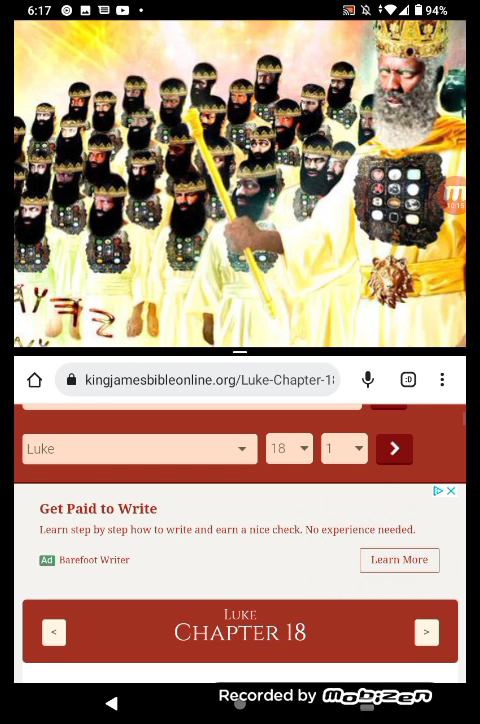 6:17
94%
10:15
kingjamesbibleonline.org/Luke-Chapter-1
:D
Luke
18
1
Get Paid to Write
Learn step by step how to write and earn a nice check. No experience needed.
Ad Barefoot Writer
Learn More
<
LUKE
CHAPTER 18
>
Recorded by Mobizen